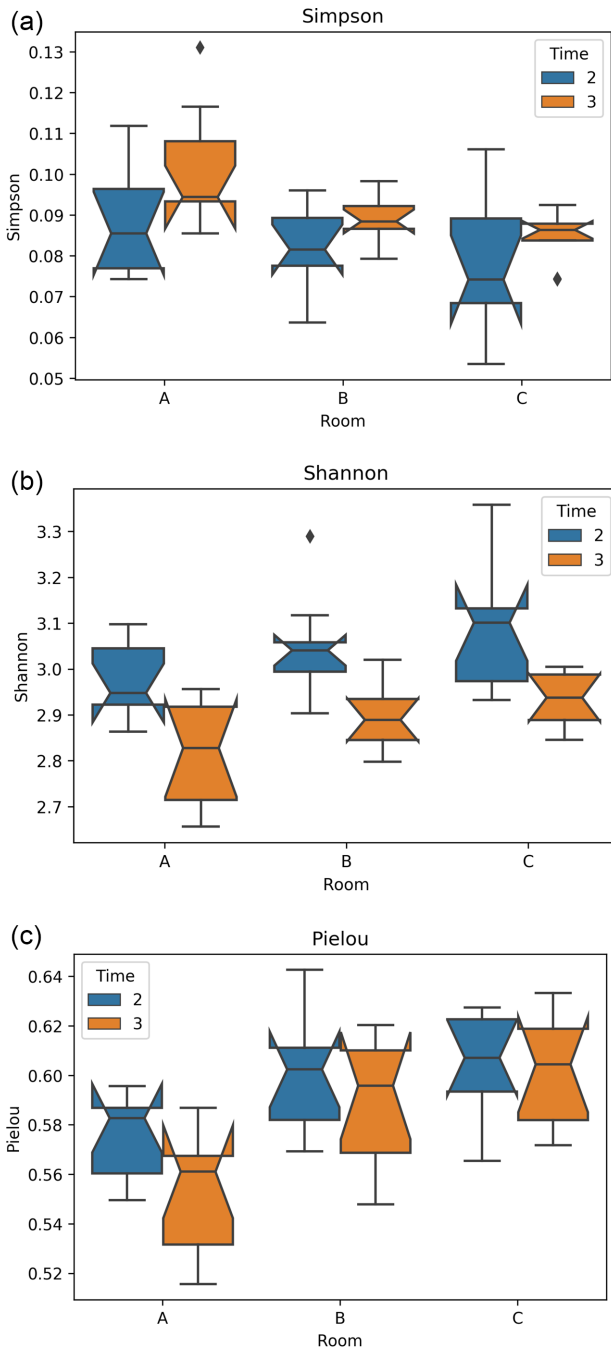 (a)
Simpson
Simpson
0.13
0.12
0.11
0.10
0.09
0.08
0.07
0.06
0.05
Time
2
3
A B C
Room
(b)
Shannon
Shannon
3.3
3.2
3.1
3.0
2.9
2.8
2.7
Time
2
3
A B C
Room
(c)
Pielou
Pielou
0.64
0.62
0.60
0.58
0.56
0.54
0.52
Time
2
3
A B C
Room